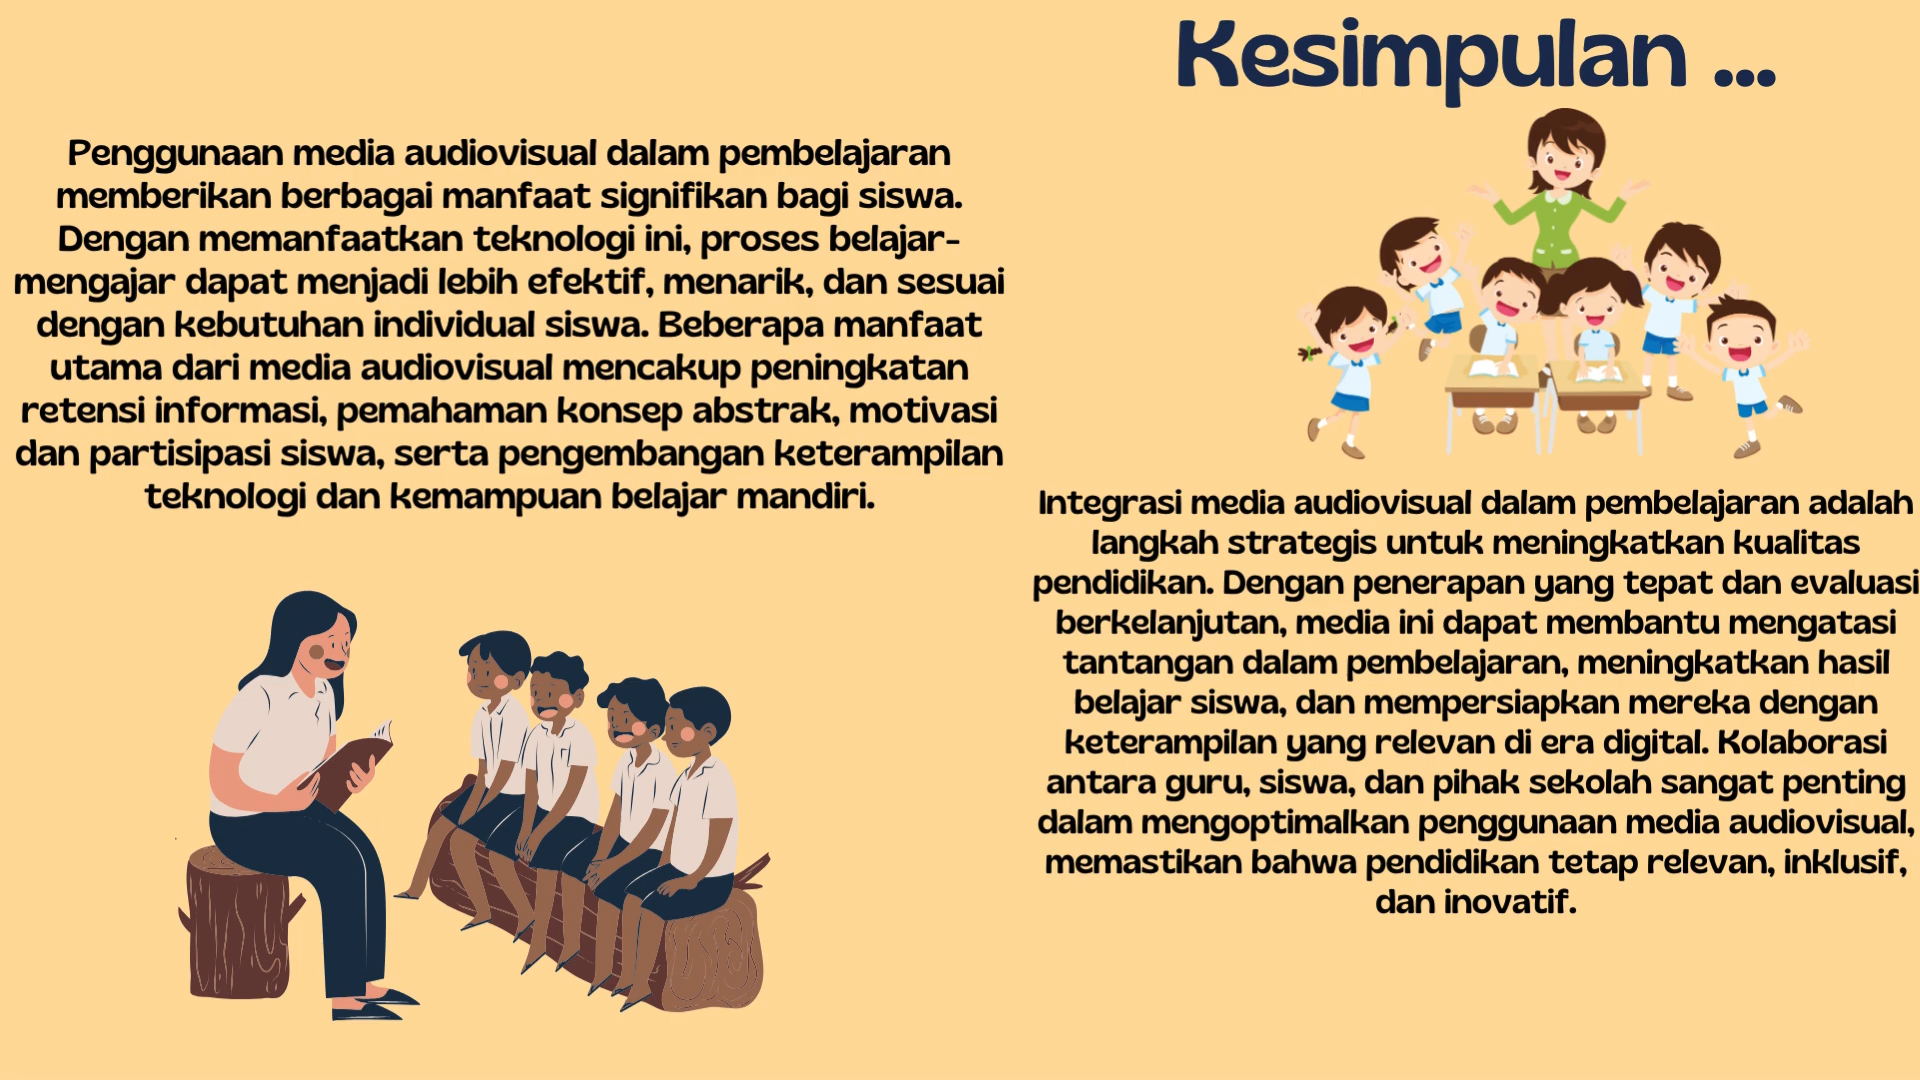 Kesimpulan ...
Penggunaan media audiovisual dalam pembelajaran
memberikan berbagai manfaat signifikan bagi siswa.
Dengan memanfaatkan teknologi ini, proses belajar-
mengajar dapat menjadi lebih efektif, menarik, dan sesuai
dengan kebutuhan individual siswa. Beberapa manfaat
utama dari media audiovisual mencakup peningkatan
retensi informasi, pemahaman konsep abstrak, motivasi
dan partisipasi siswa, serta pengembangan keterampilan
teknologi dan kemampuan belajar mandiri.
Integrasi media audiovisual dalam pembelajaran adalah
langkah strategis untuk meningkatkan kualitas
pendidikan. Dengan penerapan yang tepat dan evaluasi
berkelanjutan, media ini dapat membantu mengatasi
tantangan dalam pembelajaran, meningkatkan hasil
belajar siswa, dan mempersiapkan mereka dengan
keterampilan yang relevan di era digital. Kolaborasi
antara guru, siswa, dan pihak sekolah sangat penting
dalam mengoptimalkan penggunaan media audiovisual,
memastikan bahwa pendidikan tetap relevan, inklusif,
dan inovatif.